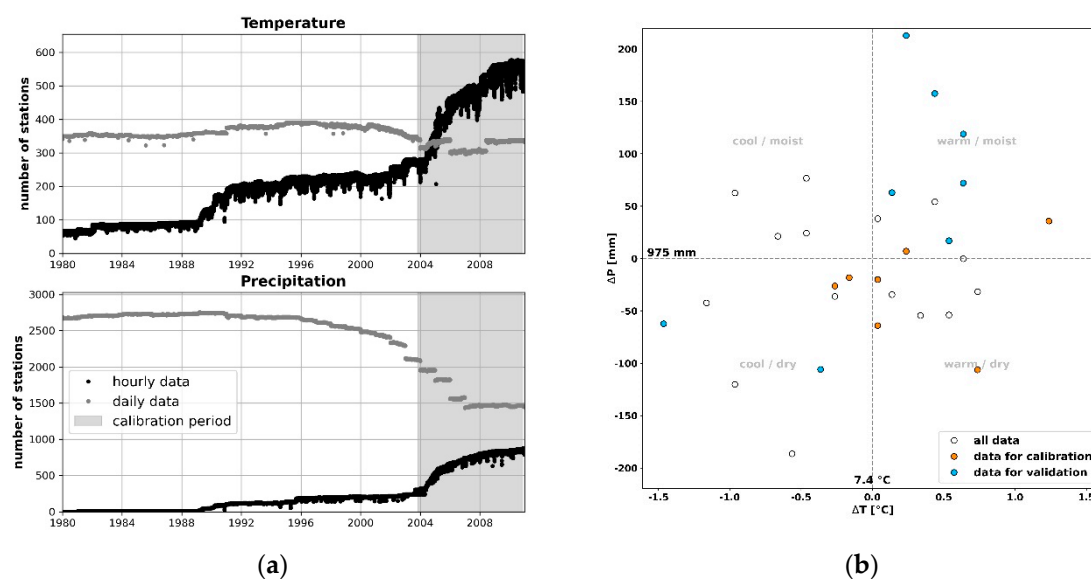 Temperature
number of stations
600
500
400
300
200
100
0
1980 1984 1988 1992 1996 2000 2004 2008
Precipitation
number of stations
3000
2500
2000
1500
1000
500
0
hourly data
daily data
calibration period
1980 1984 1988 1992 1996 2000 2004 2008
(a)
ΔP [mm]
200
150
100
50
0
-50
-100
-150
-200
cool / moist
warm / moist
975 mm
cool / dry
warm / dry
all data
data for calibration
data for validation
7.4 °C
-1.5 -1.0 -0.5 0.0 0.5 1.0 1.5
ΔT [°C]
(b)